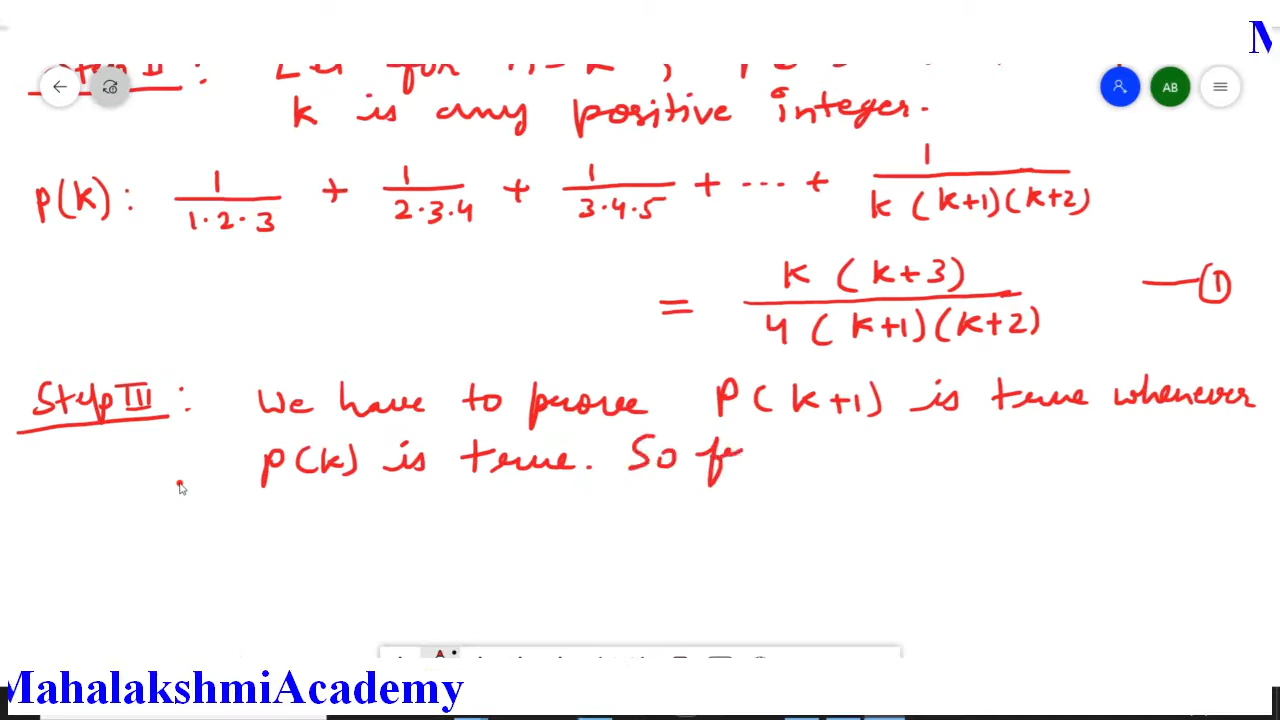 M
k is any positive integer.
AB
P(k): 1/(1·2·3) + 1/(2·3·4) + 1/(3·4·5) + ... + 1/(k(k+1)(k+2))
= k(k+3)/(4(k+1)(k+2)) — ①
Step III: We have to prove P(k+1) is true whenever
P(k) is true. So
MahalakshmiAcademy